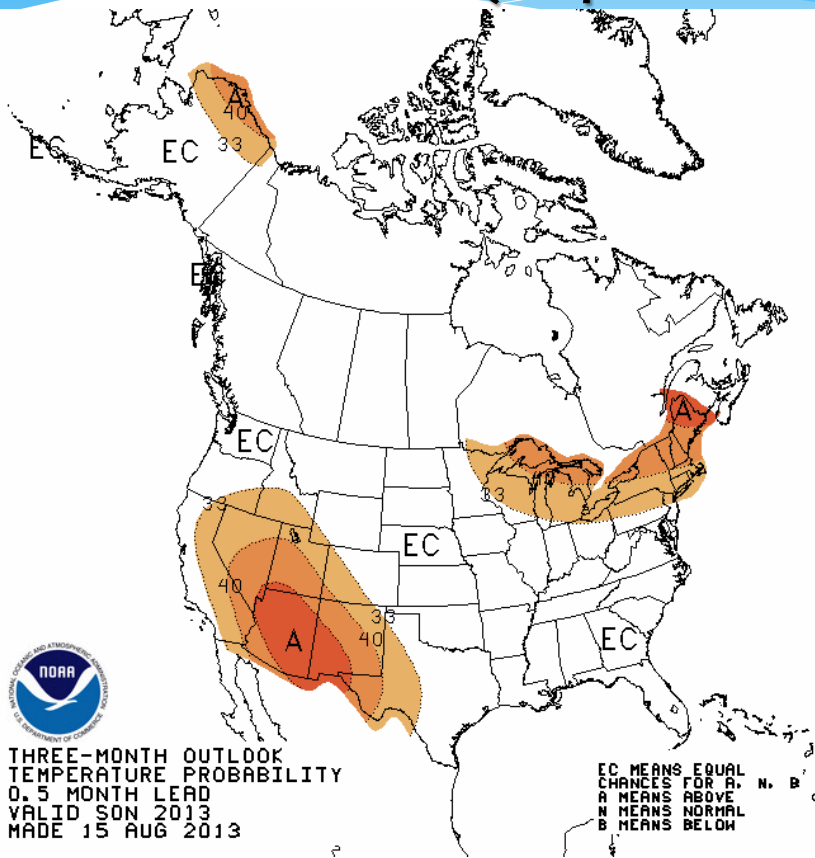 A
40
33
EC
EC
EC
A
EC
33
33
EC
40
33
40
A
EC
NATIONAL OCEANIC AND ATMOSPHERIC ADMINISTRATION
NOAA
U.S. DEPARTMENT OF COMMERCE
THREE-MONTH OUTLOOK
TEMPERATURE PROBABILITY
0.5 MONTH LEAD
VALID SON 2013
MADE 15 AUG 2013
EC MEANS EQUAL
CHANCES FOR A, N, B
A MEANS ABOVE
N MEANS NORMAL
B MEANS BELOW